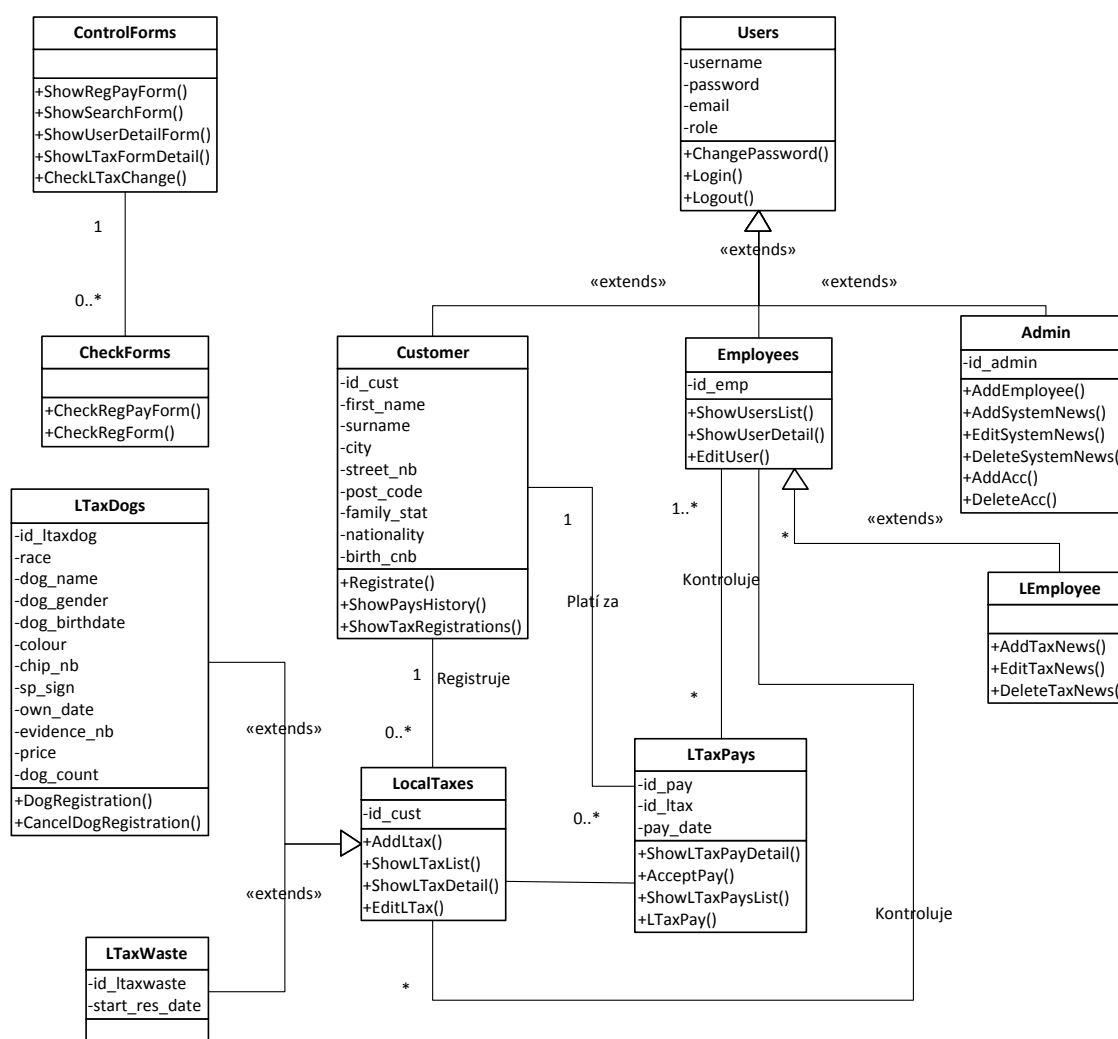 ControlForms
+ShowRegPayForm()
+ShowSearchForm()
+ShowUserDetailForm()
+ShowLTaxFormDetail()
+CheckLTaxChange()
1
0..*
CheckForms
+CheckRegPayForm()
+CheckRegForm()
Users
-username
-password
-email
-role
+ChangePassword()
+Login()
+Logout()
«extends»
«extends»
«extends»
Customer
-id_cust
-first_name
-surname
-city
-street_nb
-post_code
-family_stat
-nationality
-birth_cnb
+Registrate()
+ShowPaysHistory()
+ShowTaxRegistrations()
Employees
-id_emp
+ShowUsersList()
+ShowUserDetail()
+EditUser()
Admin
-id_admin
+AddEmployee()
+AddSystemNews()
+EditSystemNews()
+DeleteSystemNews(
+AddAcc()
+DeleteAcc()
«extends»
*
LEmployee
+AddTaxNews()
+EditTaxNews()
+DeleteTaxNews(
LTaxDogs
-id_ltaxdog
-race
-dog_name
-dog_gender
-dog_birthdate
-colour
-chip_nb
-sp_sign
-own_date
-evidence_nb
-price
-dog_count
+DogRegistration()
+CancelDogRegistration()
1
Platí za
0..*
1..*
Kontroluje
*
1
Registruje
0..*
«extends»
«extends»
LocalTaxes
-id_cust
+AddLtax()
+ShowLTaxList()
+ShowLTaxDetail()
+EditLTax()
LTaxPays
-id_pay
-id_ltax
-pay_date
+ShowLTaxPayDetail()
+AcceptPay()
+ShowLTaxPaysList()
+LTaxPay()
Kontroluje
*
LTaxWaste
-id_ltaxwaste
-start_res_date